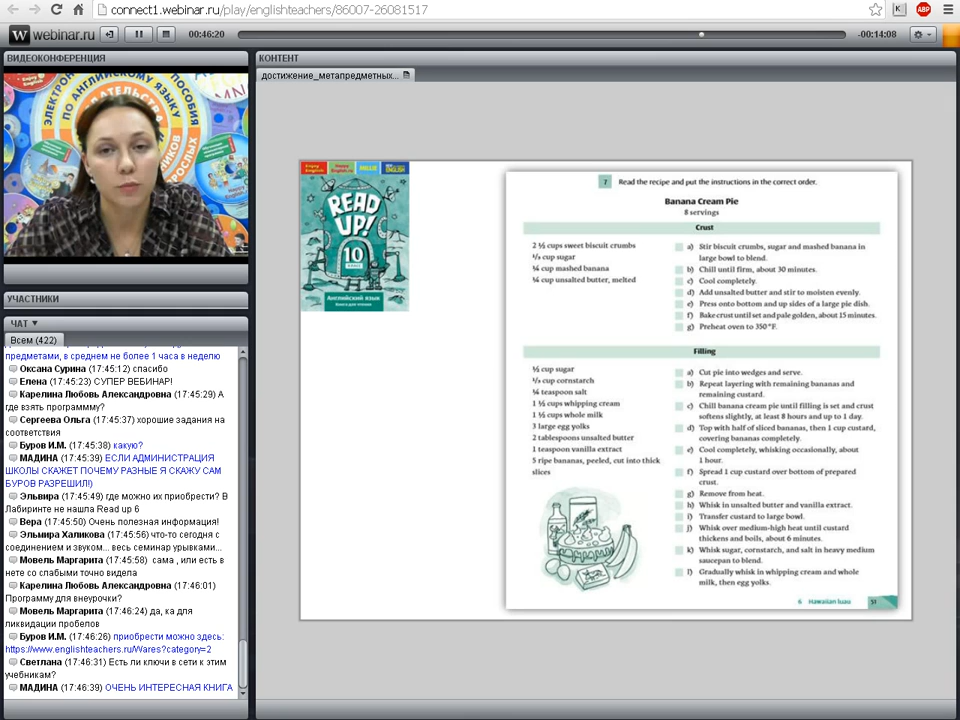 connect1.webinar.ru/play/englishteachers/86007-26081517
webinar.ru
00:46:20
-00:14:08
ВИДЕОКОНФЕРЕНЦИЯ
ЭЛЕКТРОННЫЕ ПОСОБИЯ
ПО АНГЛИЙСКОМУ ЯЗЫКУ
УЧАСТНИКИ
ЧАТ
Всем (422)
предметами, в среднем не более 1 часа в неделю
Оксана Сурина (17:45:12) спасибо
Елена (17:45:23) СУПЕР ВЕБИНАР!
Карелина Любовь Александровна (17:45:29) А
где взять программму?
Сергеева Ольга (17:45:37) хорошие задания на
соответствия
Буров И.М. (17:45:38) какую?
МАДИНА (17:45:39) ЕСЛИ АДМИНИСТРАЦИЯ
ШКОЛЫ СКАЖЕТ ПОЧЕМУ РАЗНЫЕ Я СКАЖУ САМ
БУРОВ РАЗРЕШИЛ!)
Эльвира (17:45:49) где можно их приобрести? В
Лабиринте не нашла Read up 6
Вера (17:45:50) Очень полезная информация!
Эльмира Халикова (17:45:56) что-то сегодня с
соединением и звуком... весь семинар урывками...
Мовель Маргарита (17:45:58) сама , или есть в
нете со слабыми точно видела
Карелина Любовь Александровна (17:46:01)
Программу для внеурочки?
Мовель Маргарита (17:46:24) да, ка для
ликвидации пробелов
Буров И.М. (17:46:26) приобрести можно здесь:
https://www.englishteachers.ru/Wares?category=2
Светлана (17:46:31) Есть ли ключи в сети к этим
учебникам?
МАДИНА (17:46:39) ОЧЕНЬ ИНТЕРЕСНАЯ КНИГА
КОНТЕНТ
достижение_метапредметных...
READ
UP!
10
КЛАСС
Английский язык
Книга для чтения
7 Read the recipe and put the instructions in the correct order.
Banana Cream Pie
8 servings
Crust
2 ½ cups sweet biscuit crumbs
cup sugar
cup mashed banana
cup unsalted butter, melted
a) Stir biscuit crumbs, sugar and mashed banana in
large bowl to blend.
b) Chill until firm, about 30 minutes.
c) Cool completely.
d) Add unsalted butter and stir to moisten evenly.
e) Press onto bottom and up sides of a large pie dish.
f) Bake crust until set and pale golden, about 15 minutes.
g) Preheat oven to 350 °F.
Filling
cup sugar
cup cornstarch
teaspoon salt
1 ½ cups whipping cream
1 ½ cups whole milk
3 large egg yolks
2 tablespoons unsalted butter
1 teaspoon vanilla extract
5 ripe bananas, peeled, cut into thick
slices
a) Cut pie into wedges and serve.
b) Repeat layering with remaining bananas and
remaining custard.
c) Chill banana cream pie until filling is set and crust
softens slightly, at least 8 hours and up to 1 day.
d) Top with half of sliced bananas, then 1 cup custard,
covering bananas completely.
e) Cool completely, whisking occasionally, about
1 hour.
f) Spread 1 cup custard over bottom of prepared
crust.
g) Remove from heat.
h) Whisk in unsalted butter and vanilla extract.
i) Transfer custard to large bowl.
j) Whisk over medium-high heat until custard
thickens and boils, about 6 minutes.
k) Whisk sugar, cornstarch, and salt in heavy medium
saucepan to blend.
l) Gradually whisk in whipping cream and whole
milk, then egg yolks.
6 Hawaiian luau 51